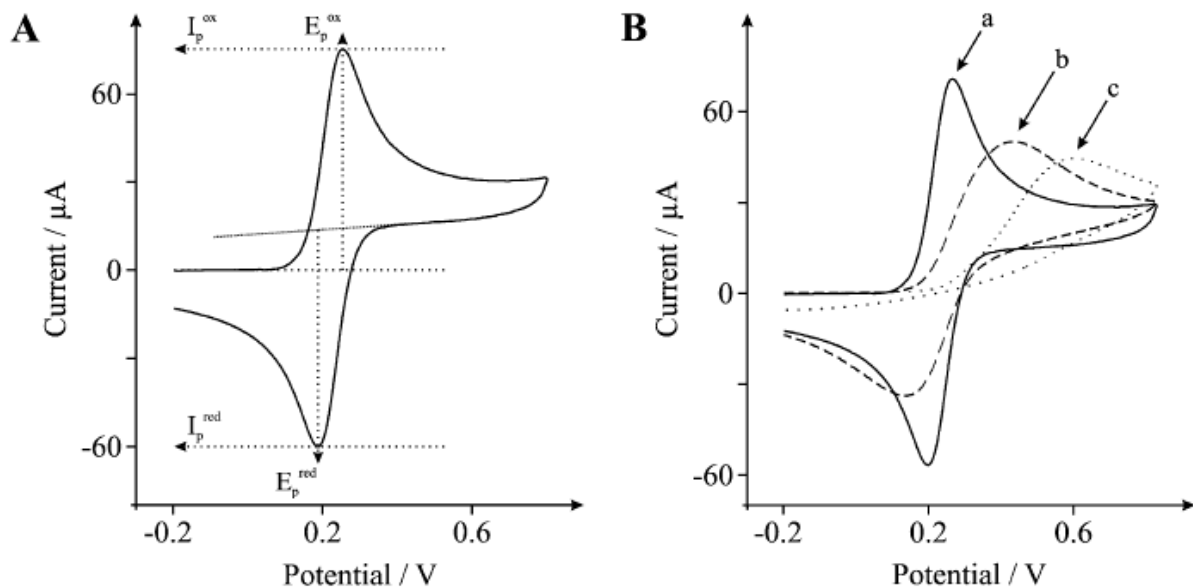 A
I_p^ox
E_p^ox
60
0
-60
I_p^red
E_p^red
-0.2
0.2
0.6
Current / µA
Potential / V
B
a
b
c
60
0
-60
-0.2
0.2
0.6
Current / µA
Potential / V